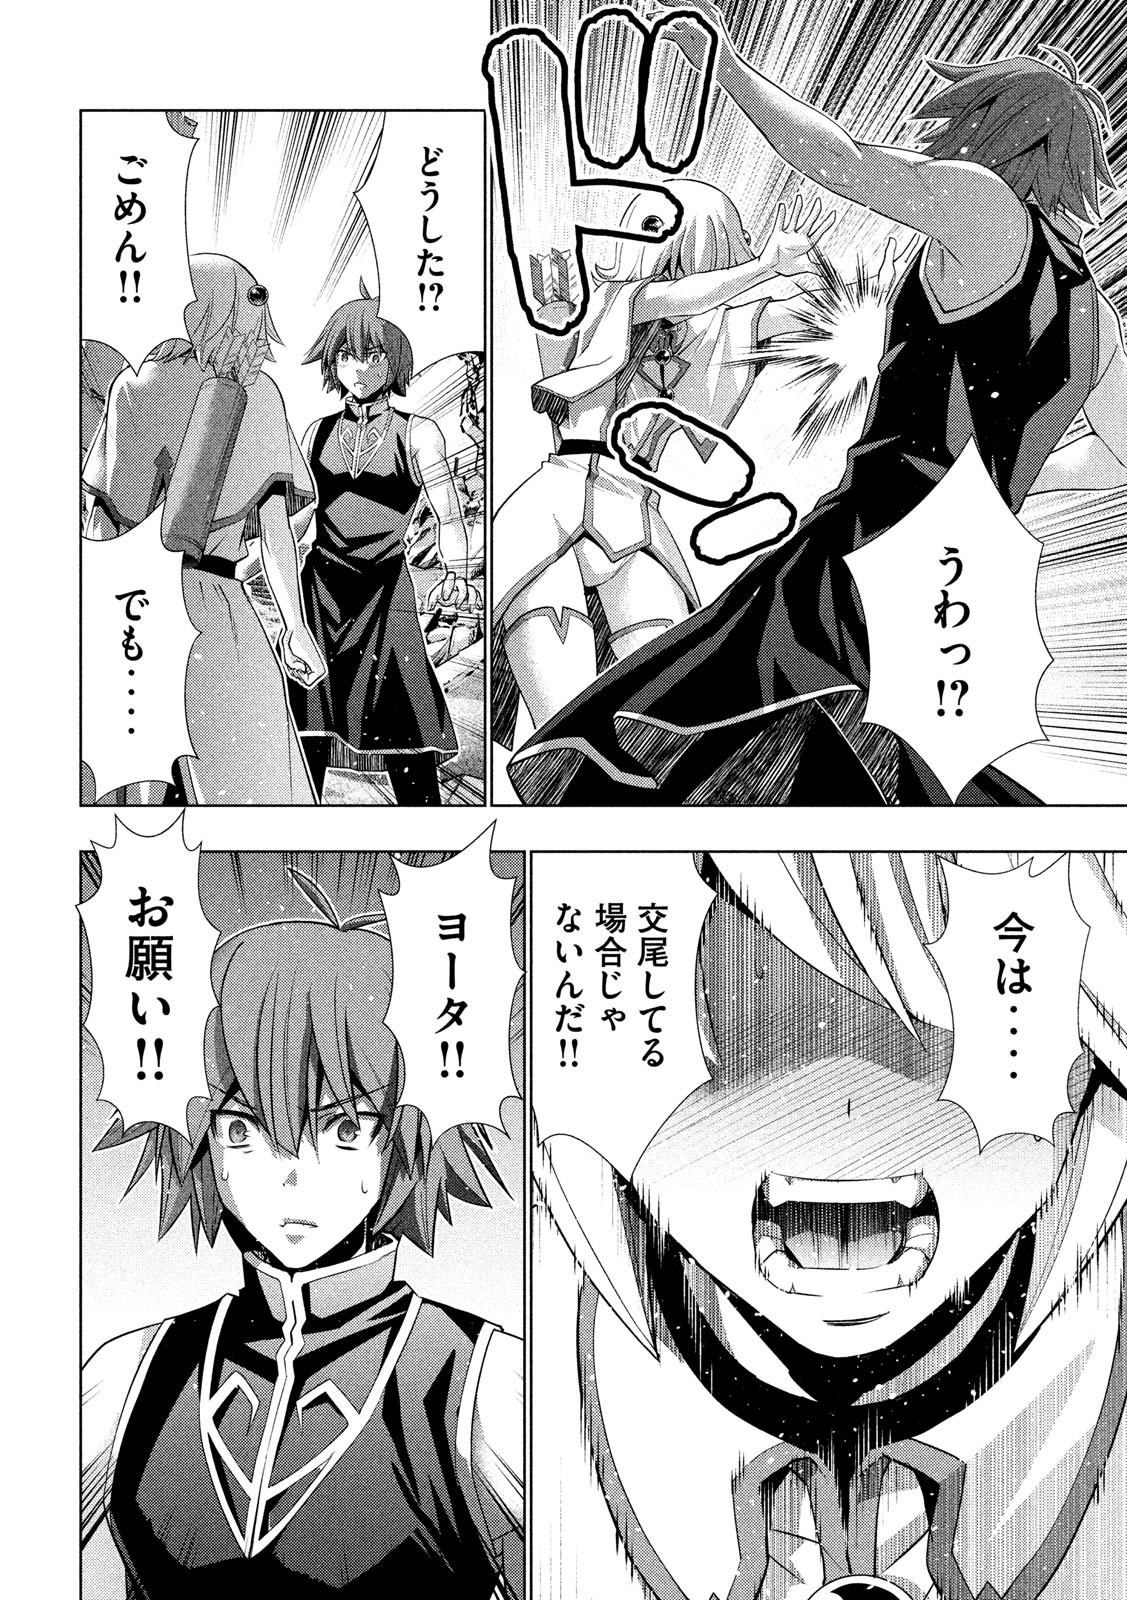 ドンッ
うわっ!?
どうした!?
ごめん!!
でも‥‥
今は‥‥
交尾してる
場合じゃ
ないんだ!!
ヨータ!!
お願い!!